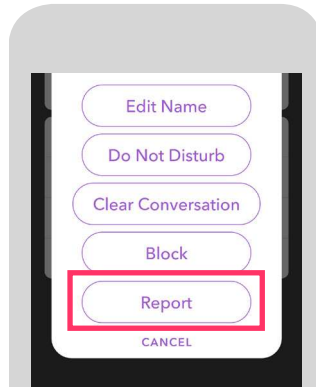 Edit Name
Do Not Disturb
Clear Conversation
Block
Report
CANCEL